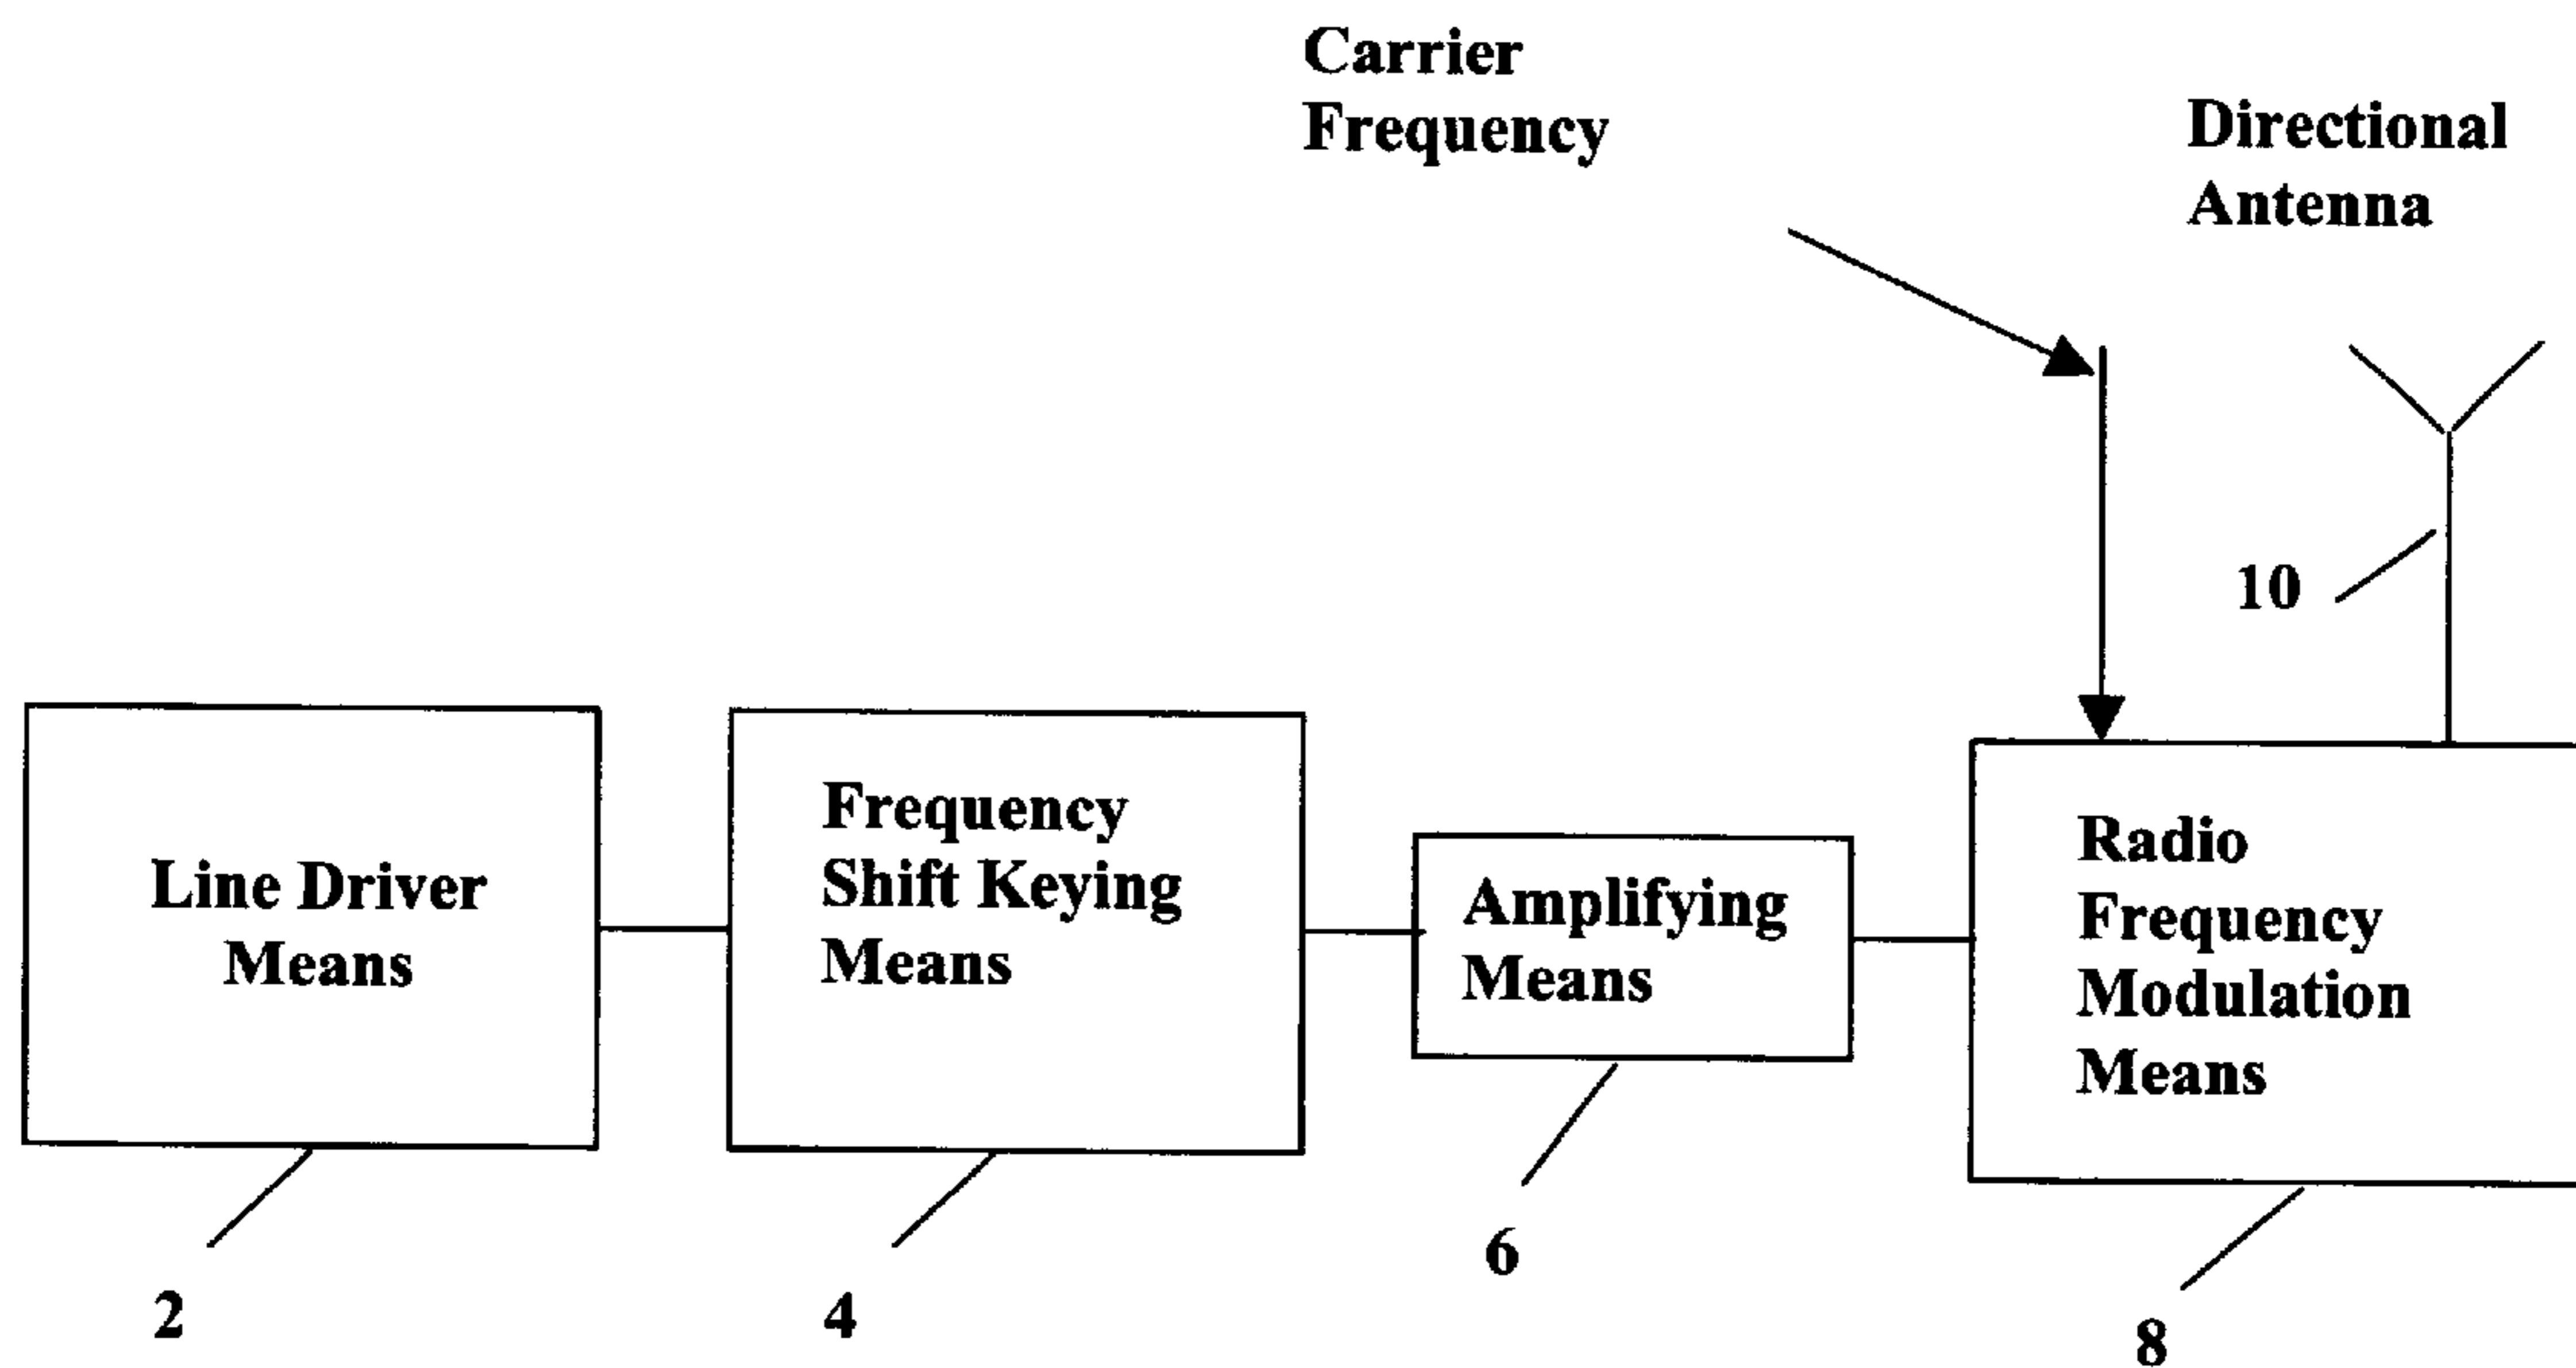 Carrier
Frequency
Directional
Antenna
10
Line Driver
Means
Frequency
Shift Keying
Means
Amplifying
Means
Radio
Frequency
Modulation
Means
2
4
6
8